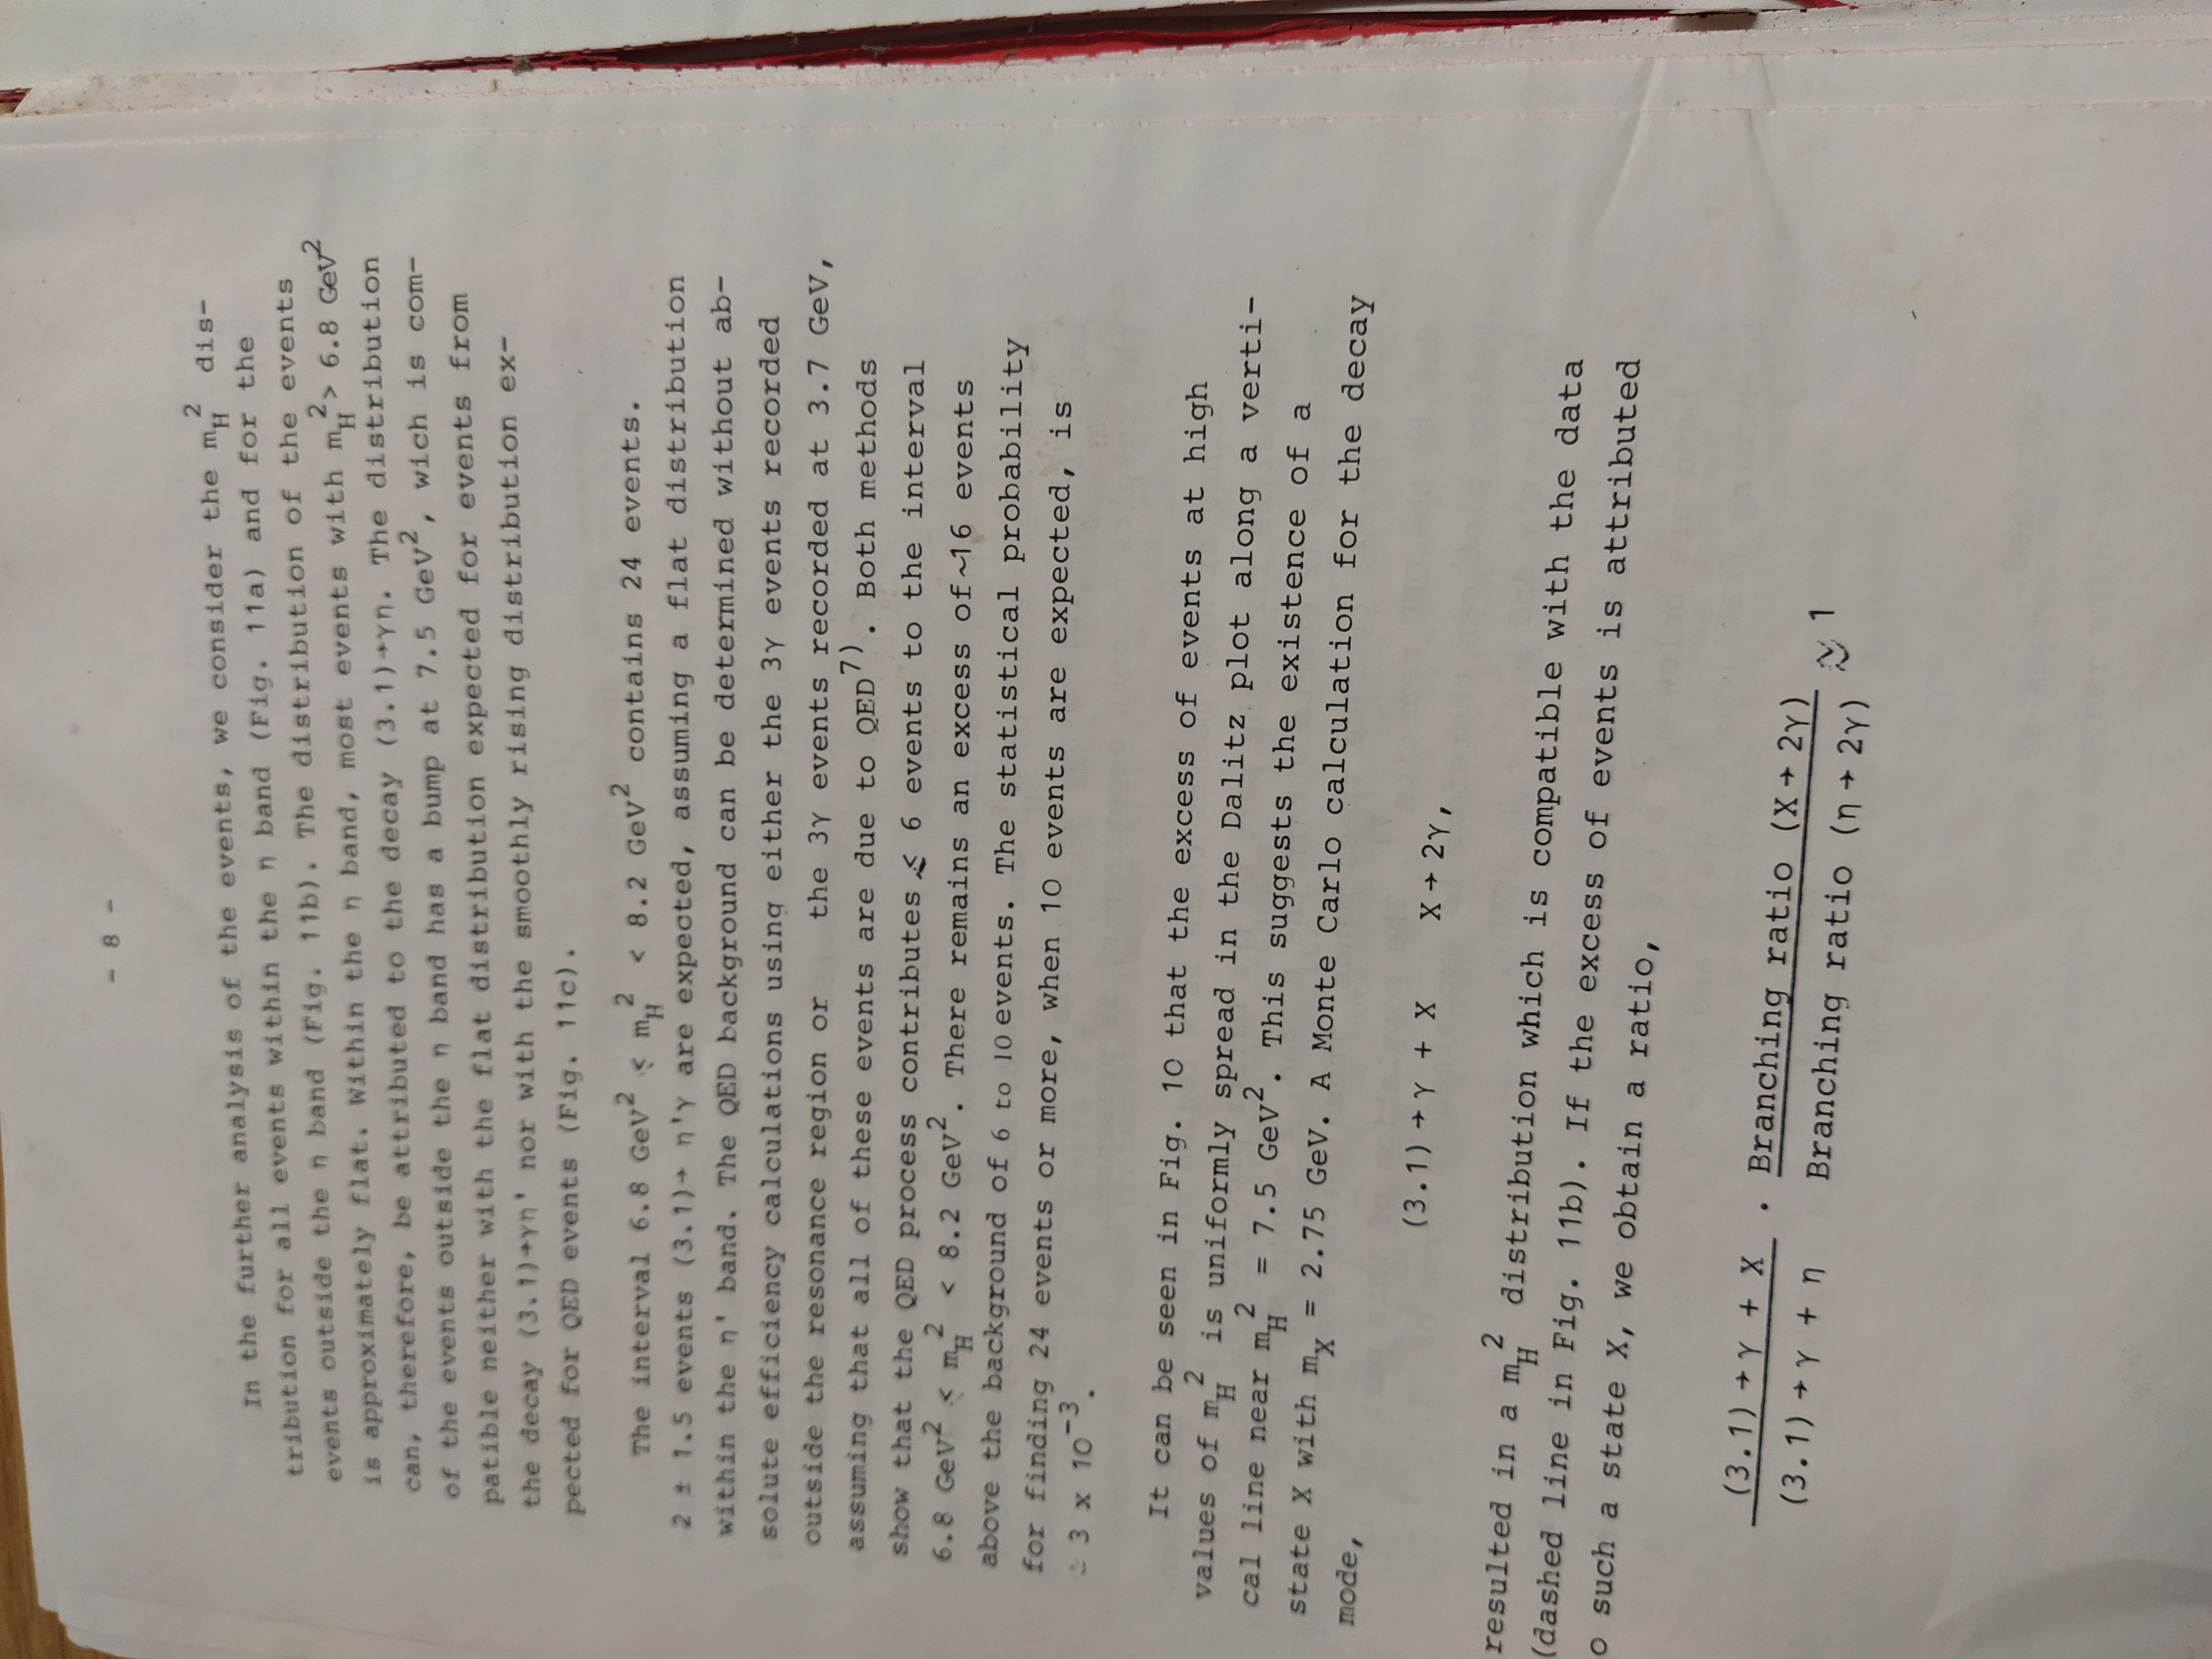 - 8 -
In the further analysis of the events, we consider the m_H^2 dis-
tribution for all events within the η band (Fig. 11a) and for the
events outside the η band (Fig. 11b). The distribution of the events
is approximately flat. Within the η band, most events with m_H^2 > 6.8 GeV^2
can, therefore, be attributed to the decay (3.1)→γη. The distribution
of the events outside the η band has a bump at 7.5 GeV^2, wich is com-
patible neither with the flat distribution expected for events from
the decay (3.1)→γη' nor with the smoothly rising distribution ex-
pected for QED events (Fig. 11c).
The interval 6.8 GeV^2 ≤ m_H^2 < 8.2 GeV^2 contains 24 events.
2 ± 1.5 events (3.1)→ η'γ are expected, assuming a flat distribution
within the η' band. The QED background can be determined without ab-
solute efficiency calculations using either the 3γ events recorded
outside the resonance region or the 3γ events recorded at 3.7 GeV,
assuming that all of these events are due to QED^7). Both methods
show that the QED process contributes ≲ 6 events to the interval
6.8 GeV^2 ≤ m_H^2 < 8.2 GeV^2. There remains an excess of ~16 events
above the background of 6 to 10 events. The statistical probability
for finding 24 events or more, when 10 events are expected, is
3 x 10^-3.
It can be seen in Fig. 10 that the excess of events at high
values of m_H^2 is uniformly spread in the Dalitz plot along a verti-
cal line near m_H^2 = 7.5 GeV^2. This suggests the existence of a
state X with m_X = 2.75 GeV. A Monte Carlo calculation for the decay
mode,
(3.1) → γ + X X → 2γ,
resulted in a m_H^2 distribution which is compatible with the data
(dashed line in Fig. 11b). If the excess of events is attributed
o such a state X, we obtain a ratio,
(3.1) → γ + X . Branching ratio (X → 2γ)
(3.1) → γ + η Branching ratio (η → 2γ) ≈ 1